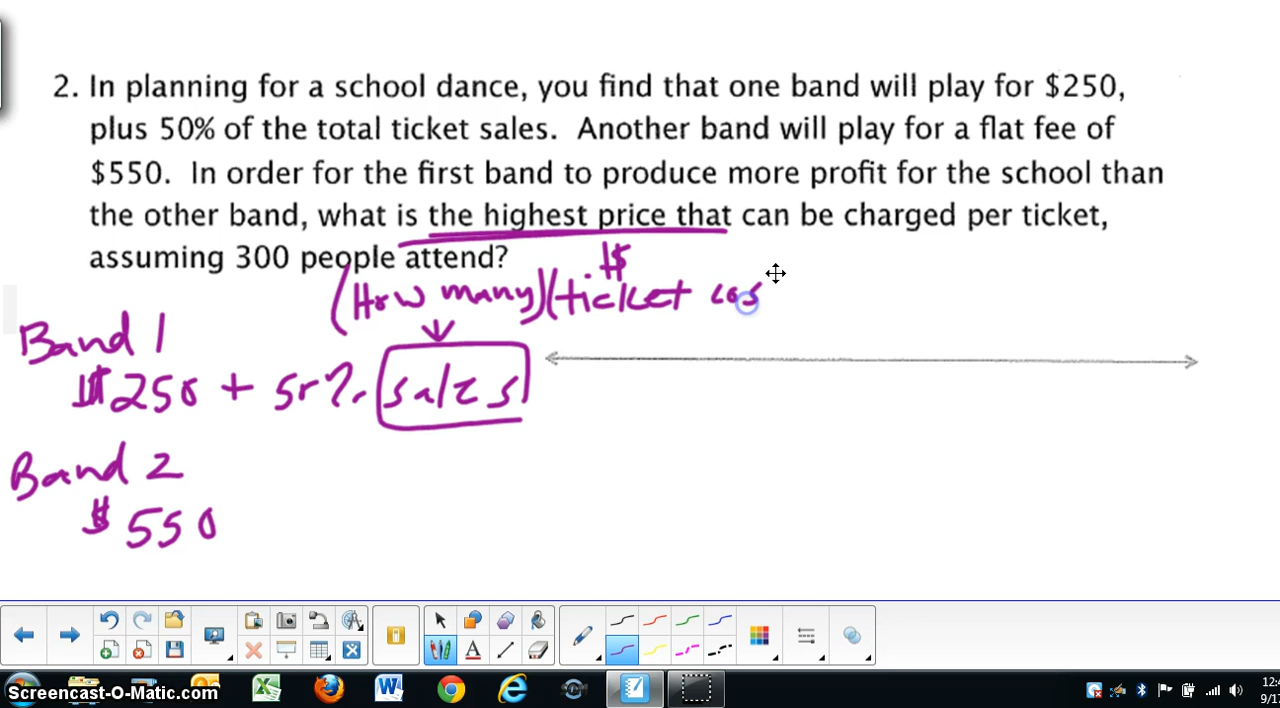 2. In planning for a school dance, you find that one band will play for $250,
plus 50% of the total ticket sales. Another band will play for a flat fee of
$550. In order for the first band to produce more profit for the school than
the other band, what is the highest price that can be charged per ticket,
assuming 300 people attend?
$
(How many)(ticket cos
Band 1
$250 + 50% sales
Band 2
$550
A
W
Screencast-O-Matic.com
12:4
9/17